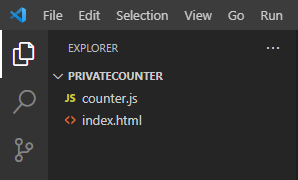 File Edit Selection View Go Run
EXPLORER ...
PRIVATECOUNTER
JS counter.js
<> index.html